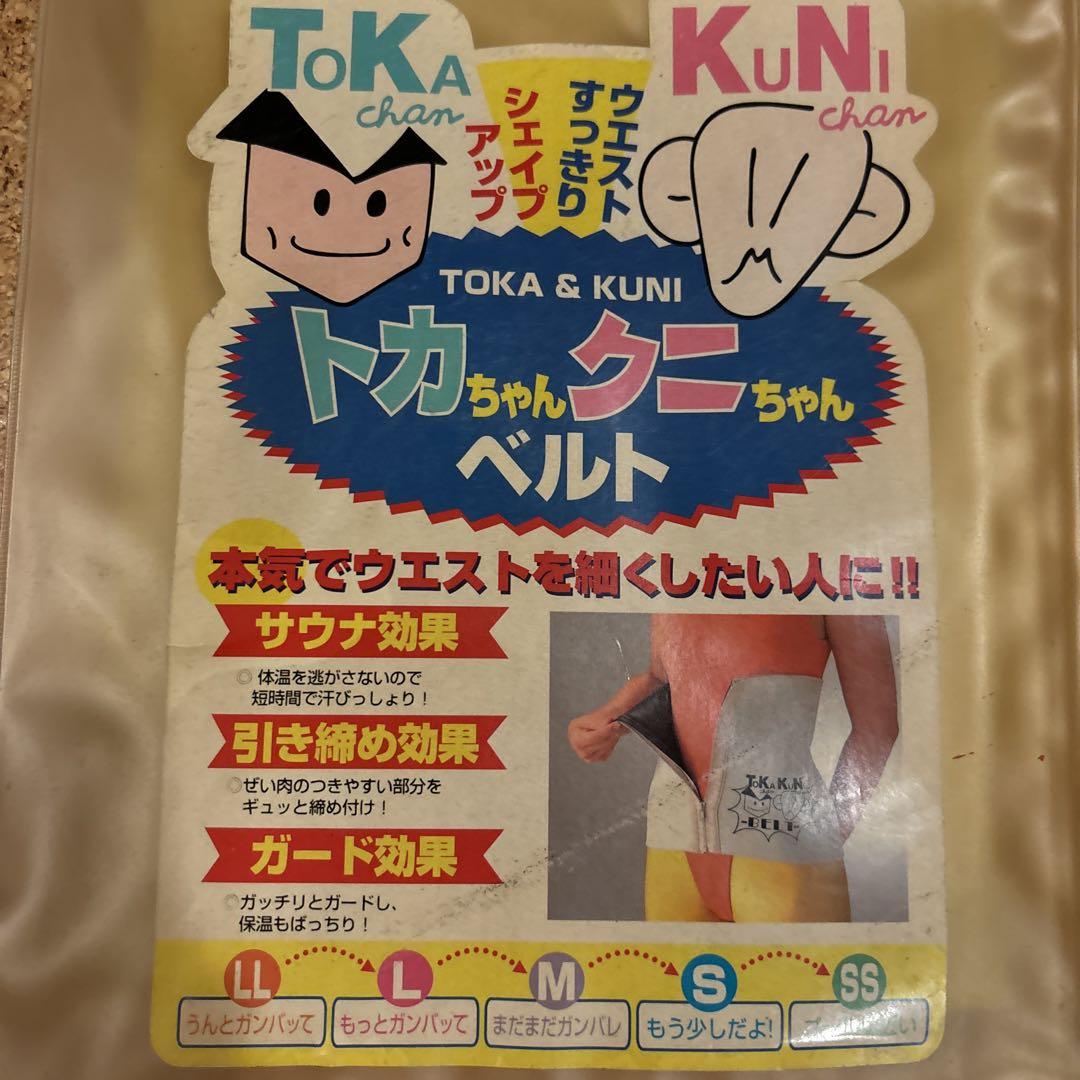 TOKA
chan
KUNI
chan
ウエスト
すっきり
シェイプ
アップ
TOKA & KUNI
トカちゃんクニちゃん
ベルト
本気でウエストを細くしたい人に!!
サウナ効果
◎体温を逃がさないので
短時間で汗びっしょり!
引き締め効果
◎ぜい肉のつきやすい部分を
ギュッと締め付け!
ガード効果
◎ガッチリとガードし、
保温もばっちり!
TOKA KUNI
chan
-BELT-
LL
L
M
S
SS
うんとガンバッて
もっとガンバッて
まだまだガンバレ
もう少しだよ!